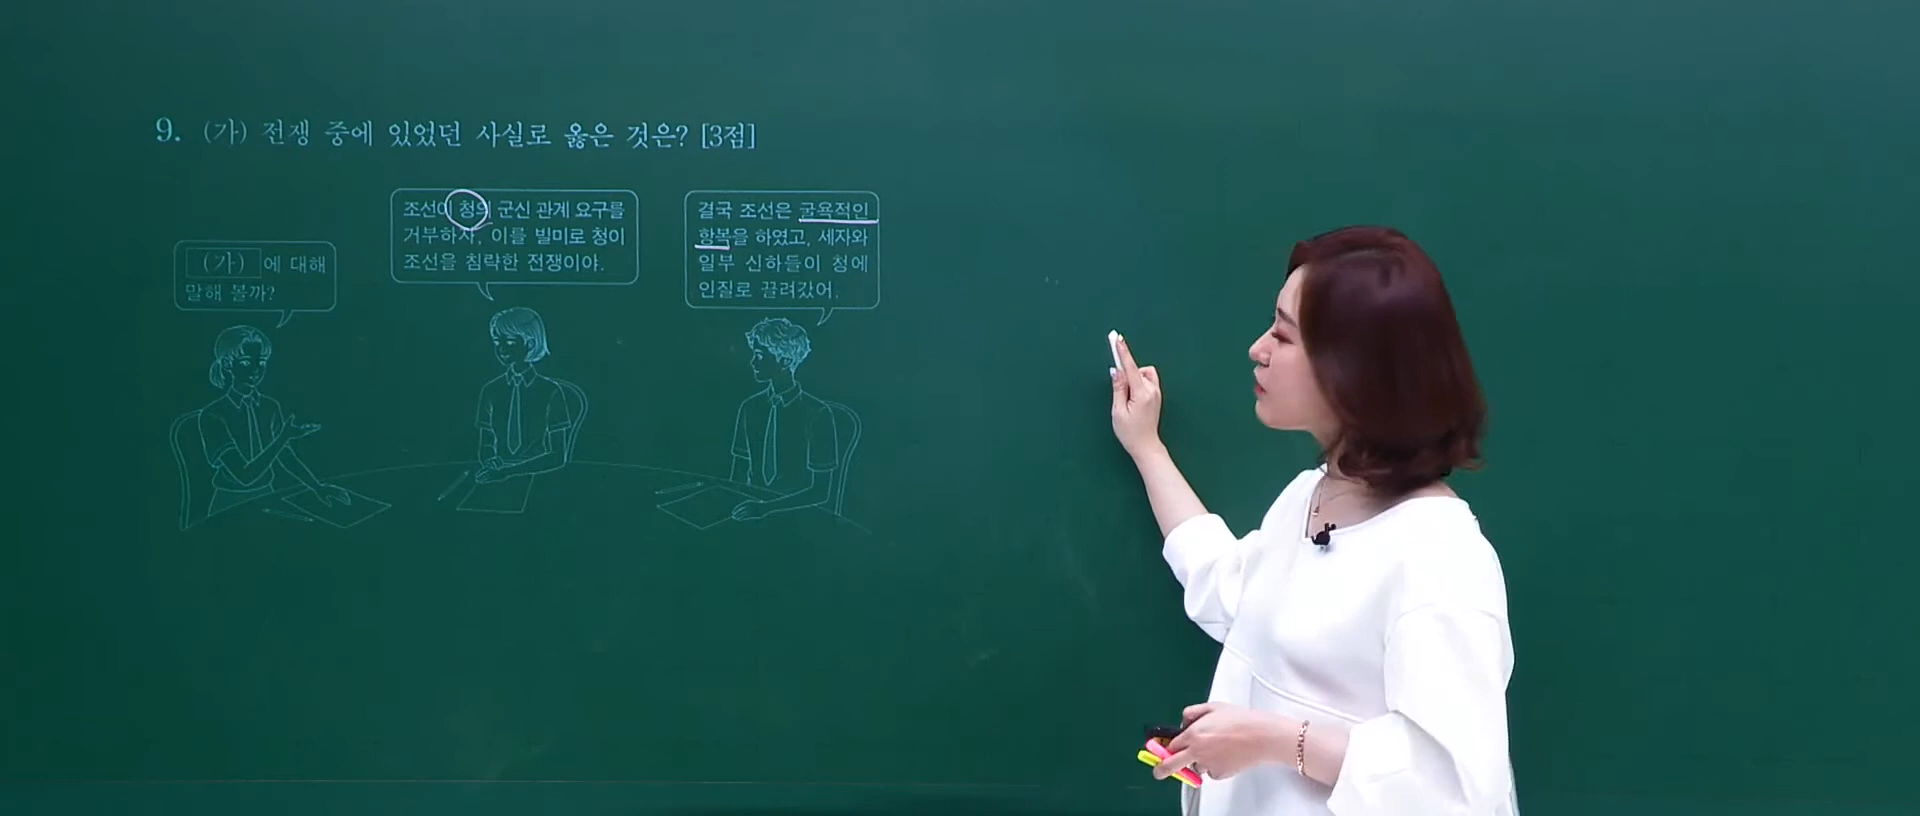 9. (가) 전쟁 중에 있었던 사실로 옳은 것은? [3점]
(가) 에 대해
말해 볼까?
조선이 청의 군신 관계 요구를
거부하자, 이를 빌미로 청이
조선을 침략한 전쟁이야.
결국 조선은 굴욕적인
항복을 하였고, 세자와
일부 신하들이 청에
인질로 끌려갔어.